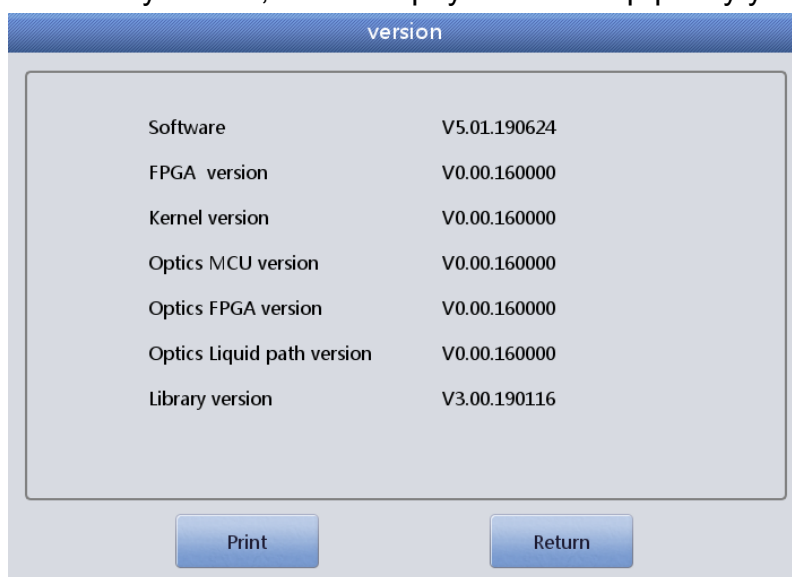 version
Software V5.01.190624
FPGA version V0.00.160000
Kernel version V0.00.160000
Optics MCU version V0.00.160000
Optics FPGA version V0.00.160000
Optics Liquid path version V0.00.160000
Library version V3.00.190116
Print Return